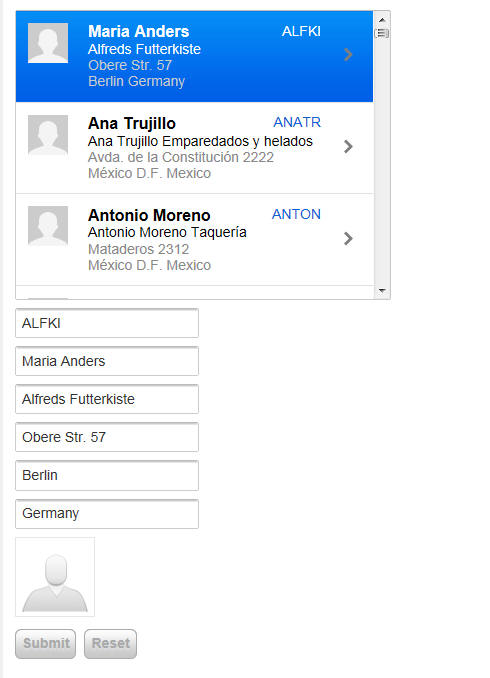 Maria Anders ALFKI
Alfreds Futterkiste
Obere Str. 57
Berlin Germany
Ana Trujillo ANATR
Ana Trujillo Emparedados y helados
Avda. de la Constitución 2222
México D.F. Mexico
Antonio Moreno ANTON
Antonio Moreno Taquería
Mataderos 2312
México D.F. Mexico
ALFKI
Maria Anders
Alfreds Futterkiste
Obere Str. 57
Berlin
Germany
Submit Reset